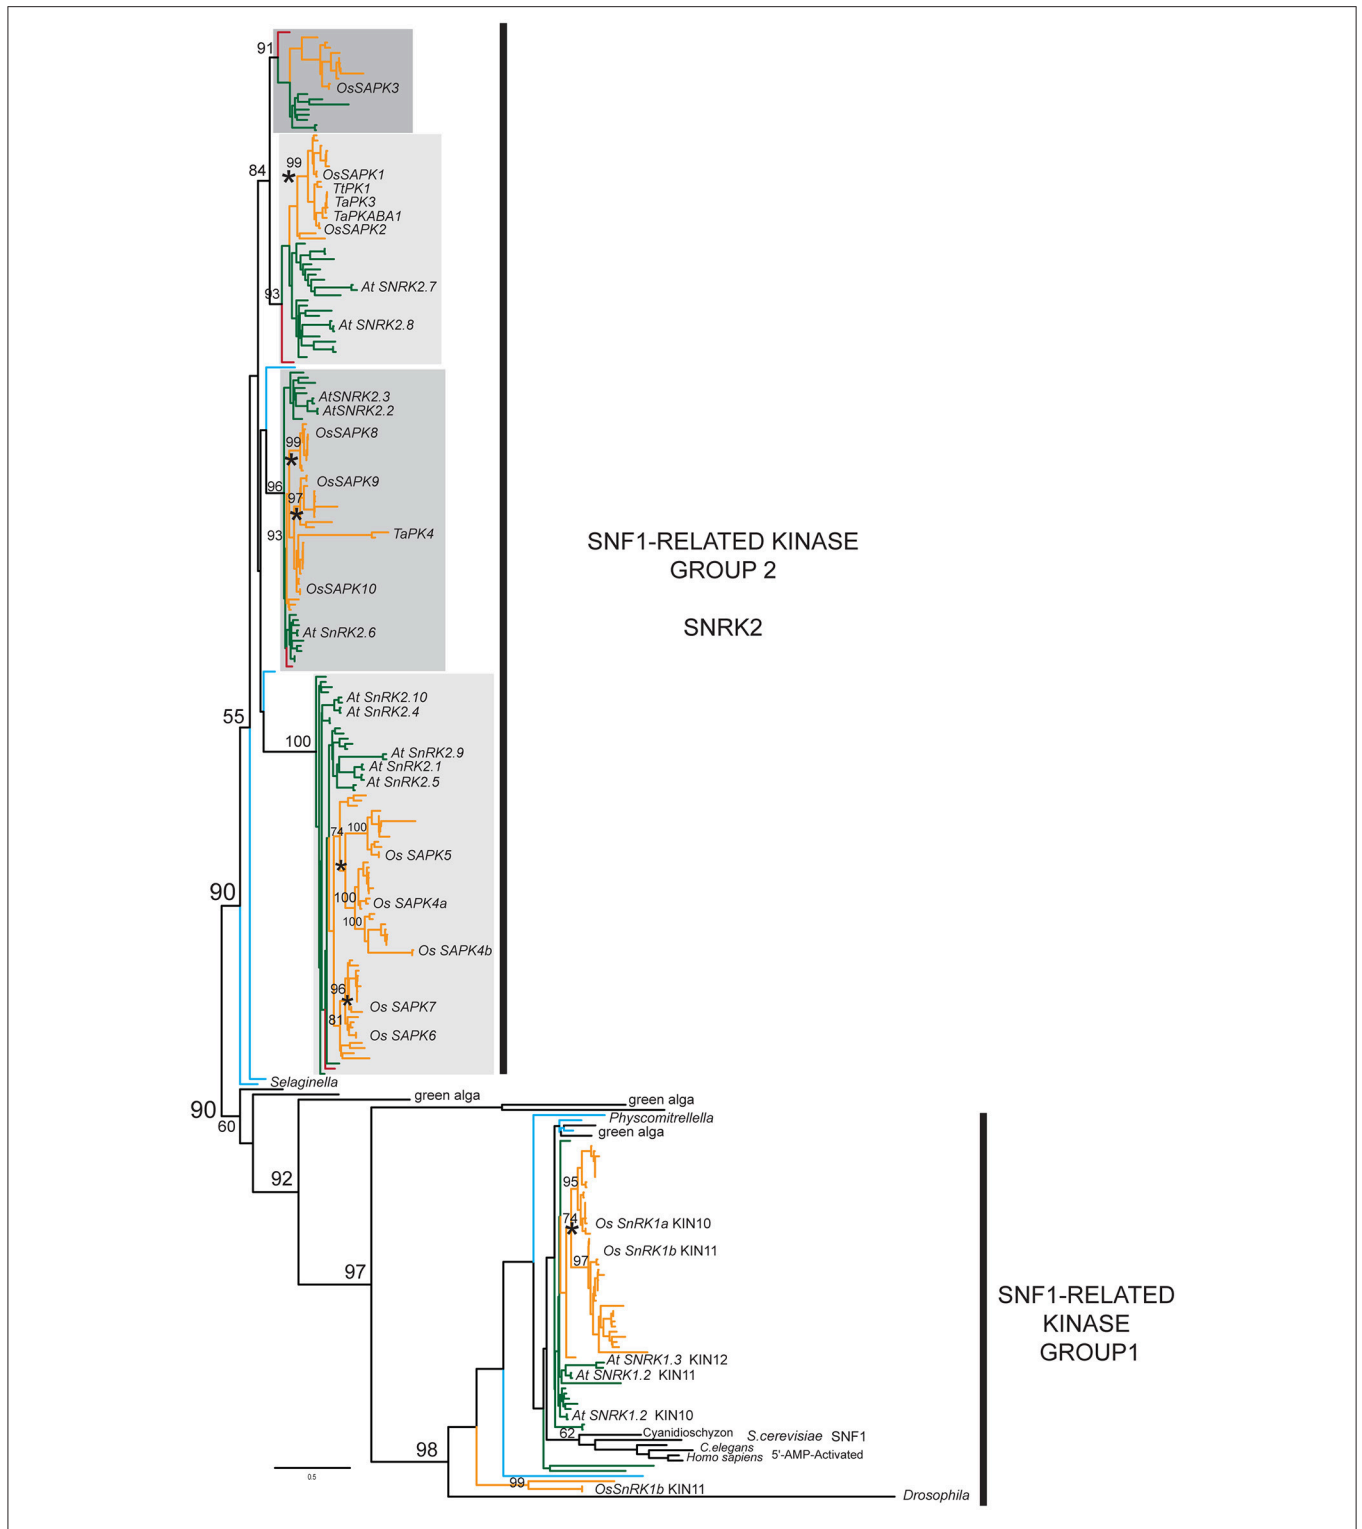 91
OsSAPK3
84
99
*
OsSAPK1
TtPK1
TaPK3
TaPKABA1
OsSAPK2
At SNRK2.7
93
At SNRK2.8
AtSNRK2.3
AtSNRK2.2
OsSAPK8
99
*
OsSAPK9
96
97
*
93
TaPK4
OsSAPK10
At SnRK2.6
SNF1-RELATED KINASE
GROUP 2
SNRK2
At SnRK2.10
At SnRK2.4
55
100
At SnRK2.9
At SnRK2.1
At SnRK2.5
74
100
Os SAPK5
*
90
100
Os SAPK4a
100
Os SAPK4b
96
*
Os SAPK7
81
Os SAPK6
Selaginella
green alga
green alga
90
Physcomitrellella
60
green alga
92
95
74
*
Os SnRK1a KIN10
Os SnRK1b KIN11
97
97
SNF1-RELATED
KINASE
GROUP1
At SNRK1.3 KIN12
At SNRK1.2 KIN11
At SNRK1.2 KIN10
62
Cyanidioschyzon
S.cerevisiae SNF1
C.elegans
Homo sapiens 5'-AMP-Activated
98
0.5
99
OsSnRK1b KIN11
Drosophila